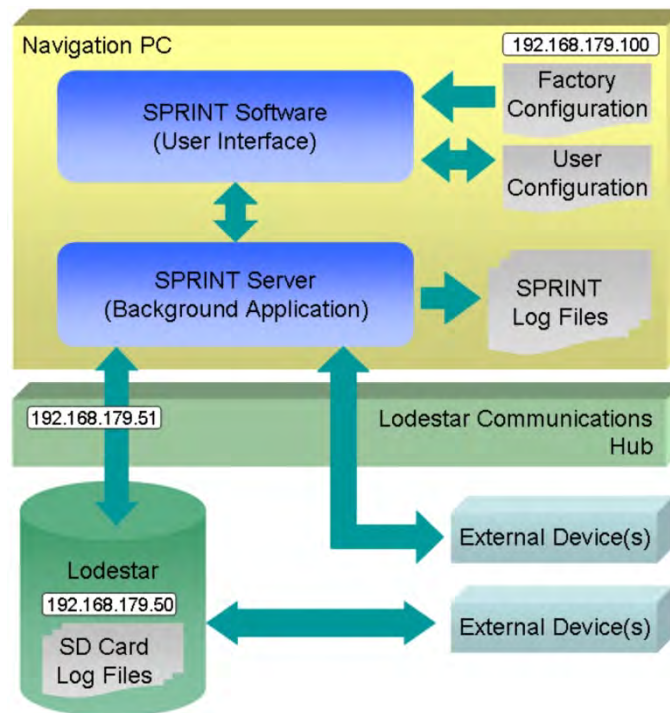 Navigation PC
192.168.179.100
SPRINT Software
(User Interface)
Factory
Configuration
User
Configuration
SPRINT Server
(Background Application)
SPRINT
Log Files
192.168.179.51
Lodestar Communications
Hub
Lodestar
192.168.179.50
SD Card
Log Files
External Device(s)
External Device(s)